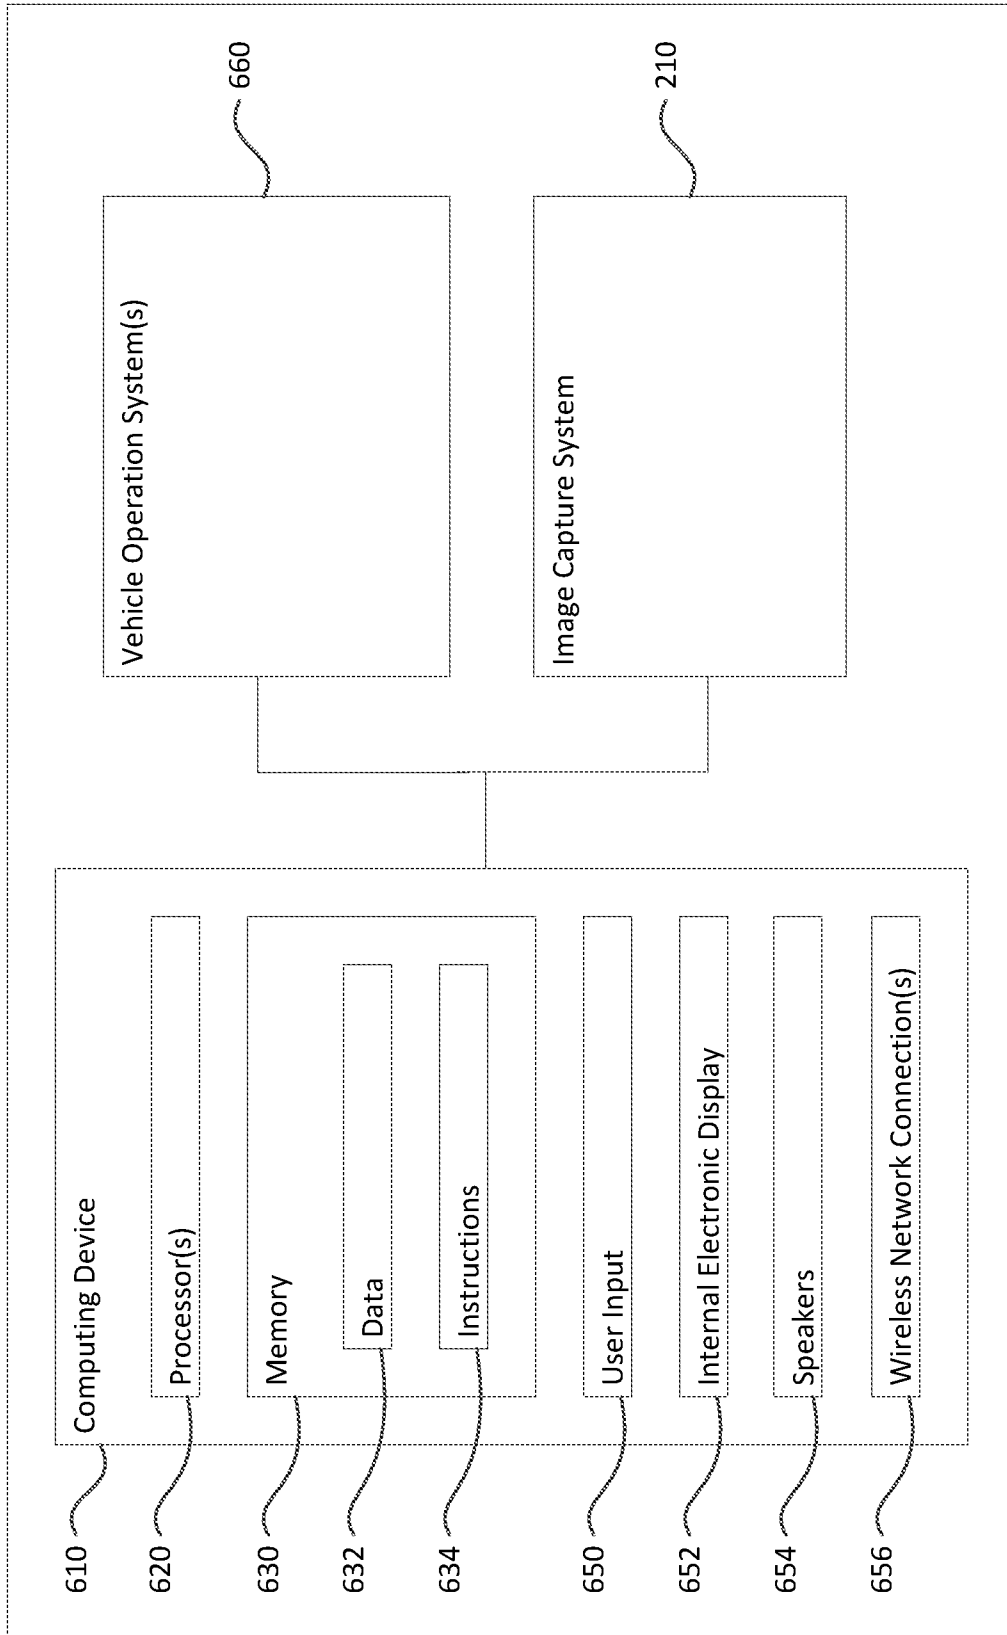 610
Computing Device
620
Processor(s)
630
Memory
632
Data
634
Instructions
650
User Input
652
Internal Electronic Display
654
Speakers
656
Wireless Network Connection(s)
Vehicle Operation System(s)
660
Image Capture System
210